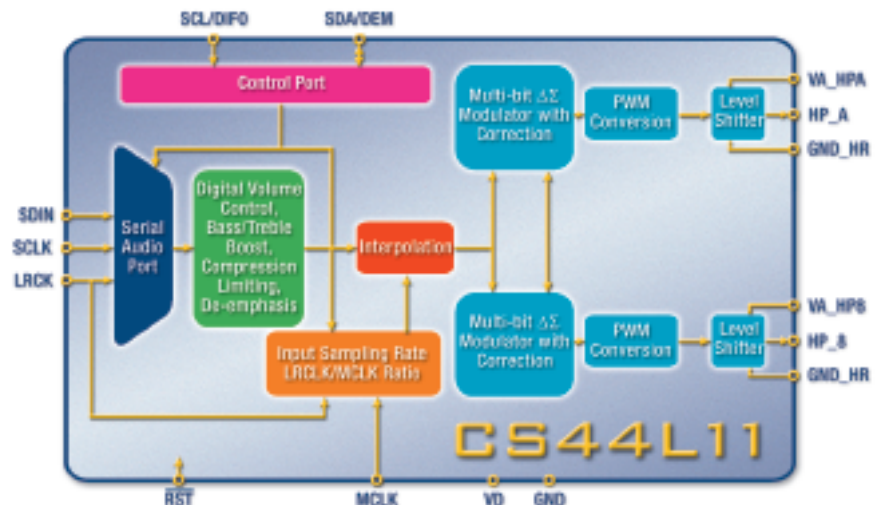 SCL/DIF0
SDA/DEM
Control Port
SDIN
SCLK
LRCK
Serial
Audio
Port
Digital Volume
Control,
Bass/Treble
Boost,
Compression
Limiting,
De-emphasis
Interpolation
Input Sampling Rate
LRCLK/MCLK Ratio
Multi-bit ΔΣ
Modulator with
Correction
PWM
Conversion
Level
Shifter
VA_HPA
HP_A
GND_HR
Multi-bit ΔΣ
Modulator with
Correction
PWM
Conversion
Level
Shifter
VA_HPB
HP_B
GND_HR
CS44L11
RST
MCLK
VD
GND